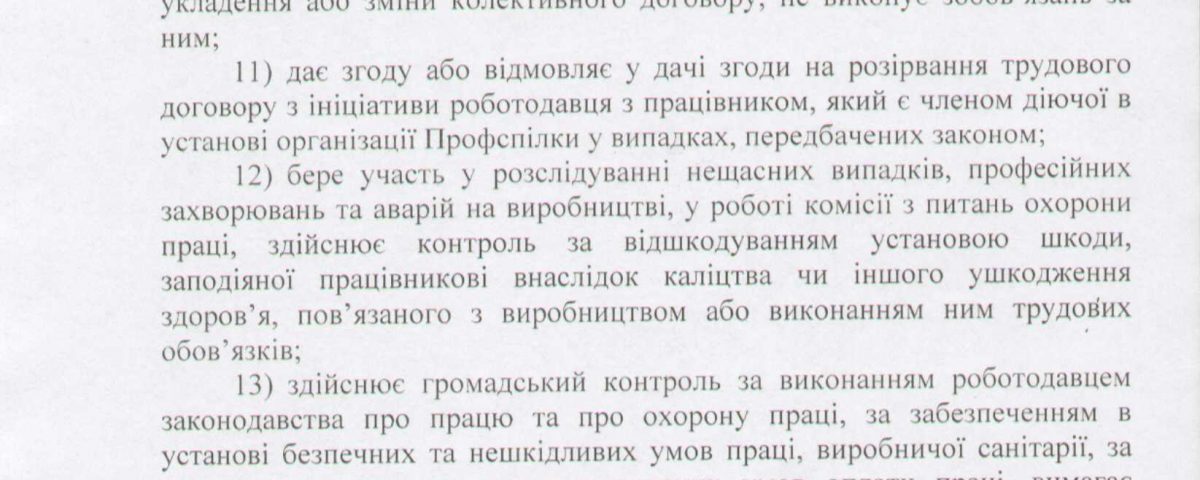 укладення або зміни колективного договору, не виконує зобов'язань за
ним;
11) дає згоду або відмовляє у дачі згоди на розірвання трудового
договору з ініціативи роботодавця з працівником, який є членом діючої в
установі організації Профспілки у випадках, передбачених законом;
12) бере участь у розслідуванні нещасних випадків, професійних
захворювань та аварій на виробництві, у роботі комісії з питань охорони
праці, здійснює контроль за відшкодуванням установою шкоди,
заподіяної працівникові внаслідок каліцтва чи іншого ушкодження
здоров’я, пов’язаного з виробництвом або виконанням ним трудових
обов’язків;
13) здійснює громадський контроль за виконанням роботодавцем
законодавства про працю та про охорону праці, за забезпеченням в
установі безпечних та нешкідливих умов праці, виробничої санітарії, за
умов оплати праці, вимагає